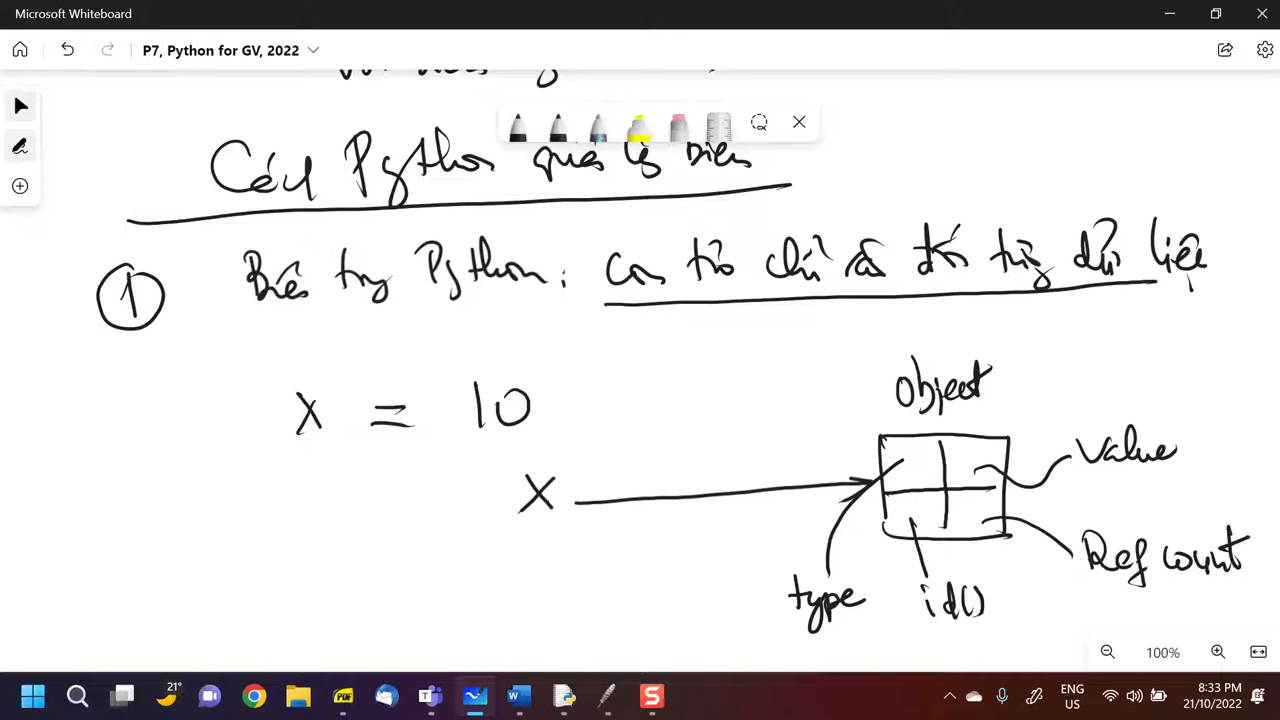 Microsoft Whiteboard
P7, Python for GV, 2022
Cách Python quản lý biến
① Biến trong Python: con trỏ chỉ đến từng dữ liệu
x = 10
object
x
Value
Ref count
type
id()
100%
21°
ENG
US
8:33 PM
21/10/2022